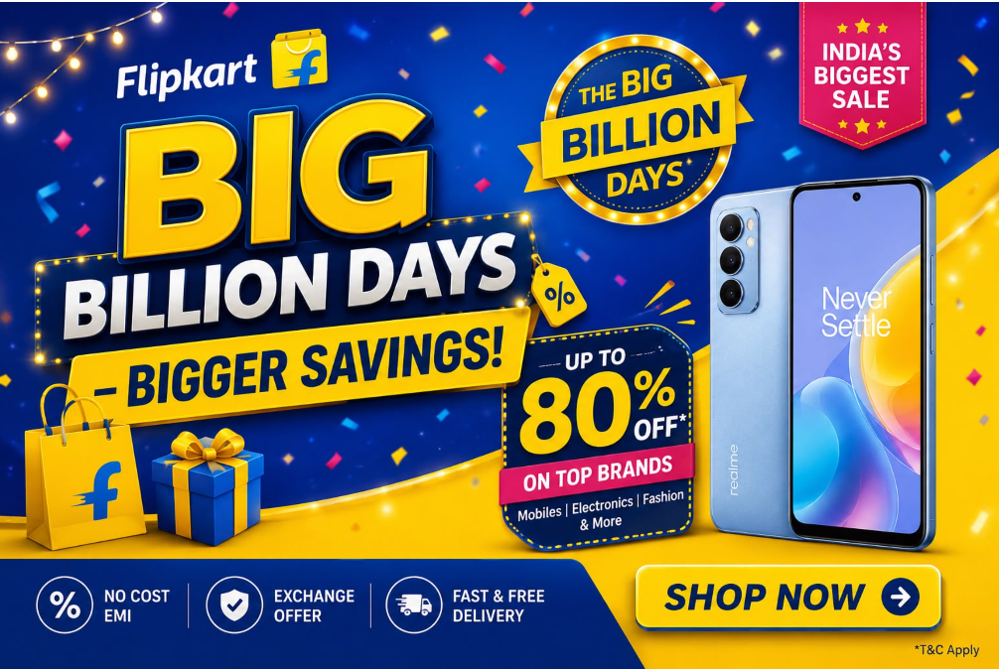 Flipkart
BIG
BILLION DAYS
– BIGGER SAVINGS!
THE BIG
BILLION
DAYS
INDIA'S
BIGGEST
SALE
%
UP TO
80%
OFF*
ON TOP BRANDS
Mobiles | Electronics | Fashion
& More
Never
Settle
realme
f
f
%
NO COST
EMI
EXCHANGE
OFFER
FAST & FREE
DELIVERY
SHOP NOW
*T&C Apply